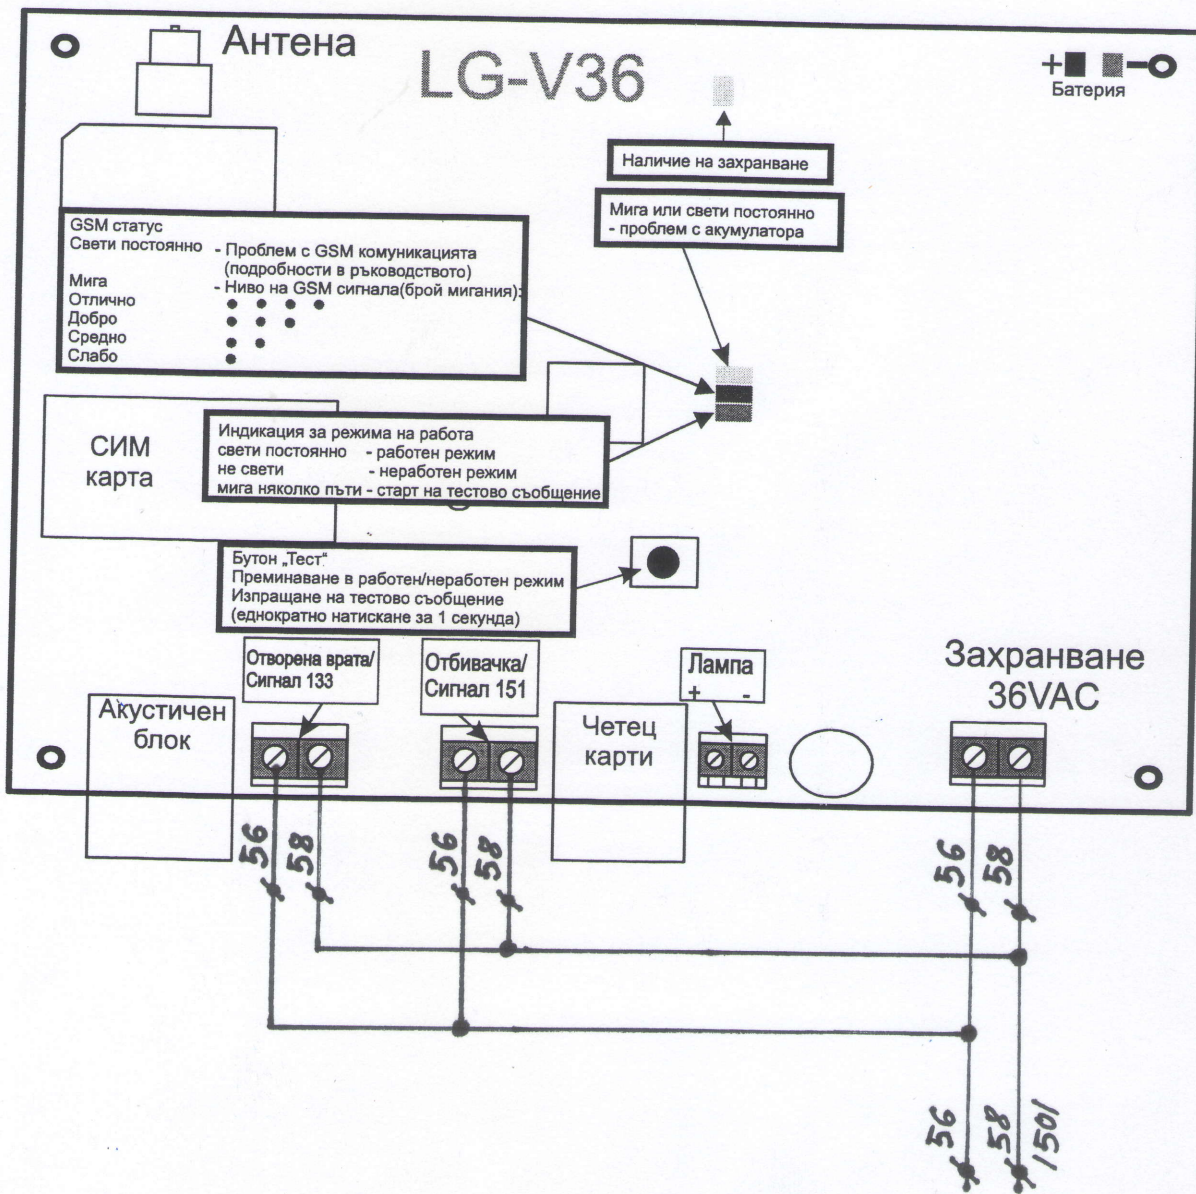 Антена
LG-V36
+ -
Батерия
Наличие на захранване
Мига или свети постоянно
- проблем с акумулатора
GSM статус
Свети постоянно - Проблем с GSM комуникацията
(подробности в ръководството)
Мига - Ниво на GSM сигнала(брой мигания):
Отлично
Добро
Средно
Слабо
СИМ
карта
Индикация за режима на работа
свети постоянно - работен режим
не свети - неработен режим
мига няколко пъти - старт на тестово съобщение
Бутон „Тест“
Преминаване в работен/неработен режим
Изпращане на тестово съобщение
(еднократно натискане за 1 секунда)
Отворена врата/
Сигнал 133
Отбивачка/
Сигнал 151
Лампа
+ -
Захранване
36VAC
Акустичен
блок
Четец
карти
56 58
56 58
56 58
56 58 1501